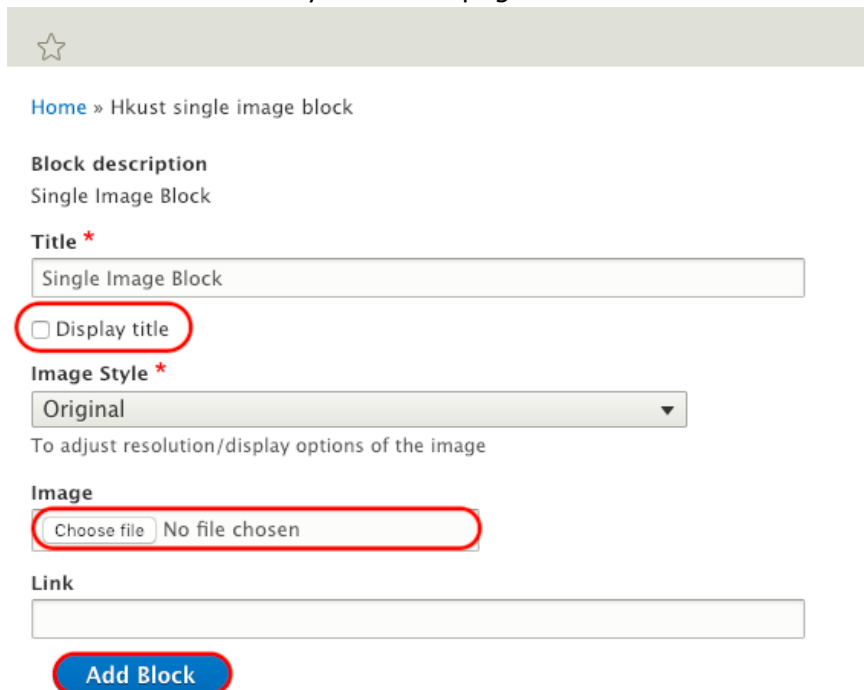 Home » Hkust single image block
Block description
Single Image Block
Title *
Single Image Block
Display title
Image Style *
Original
To adjust resolution/display options of the image
Image
Choose file No file chosen
Link
Add Block